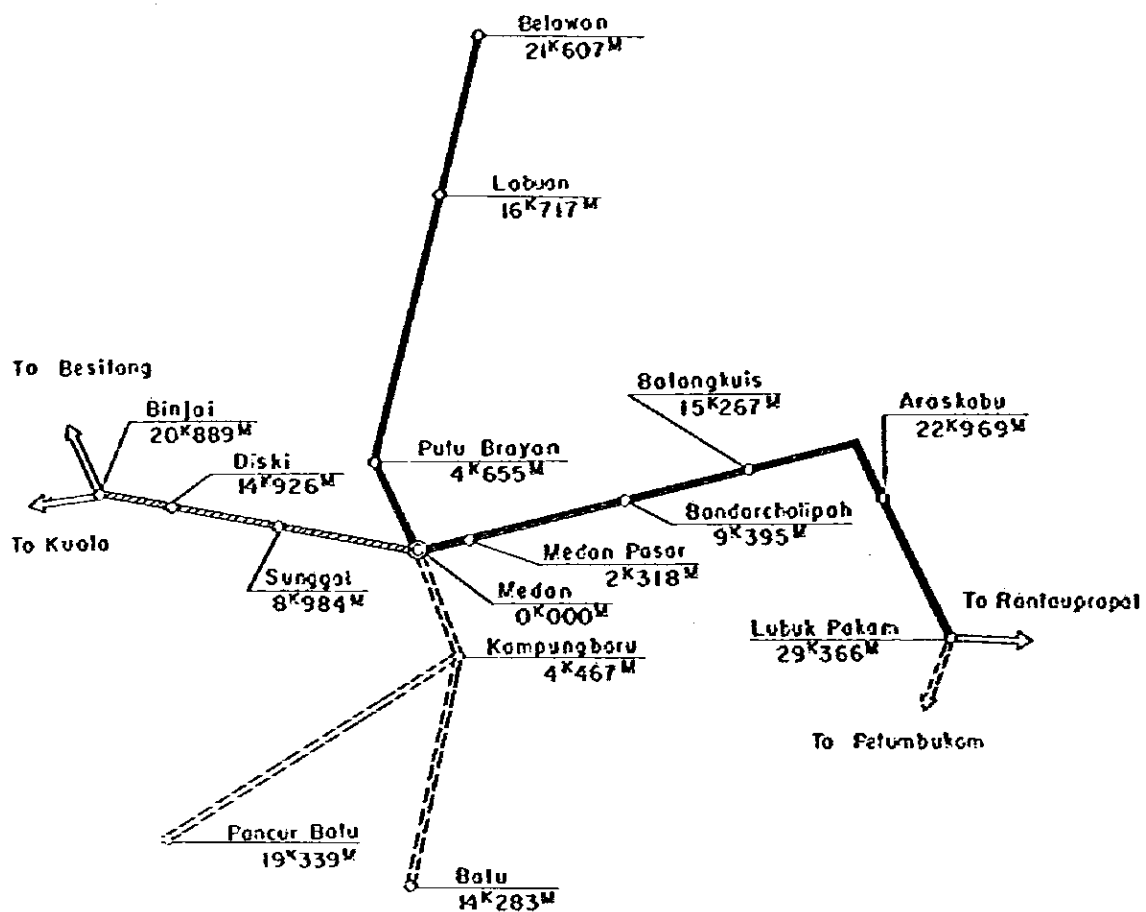 Belawan
21K607M
Labuan
16K717M
To Besitang
Binjai
20K889M
Diski
14K926M
To Kuala
Sunggal
8K984M
Pulu Brayan
4K655M
Medan
0K000M
Medan Pasar
2K318M
Batangkuis
15K267M
Bandarchalipah
9K395M
Araskabu
22K969M
To Rantauprapat
Lubuk Pakam
29K366M
To Petumbukam
Kampungbaru
4K467M
Pancur Batu
19K339M
Batu
14K283M